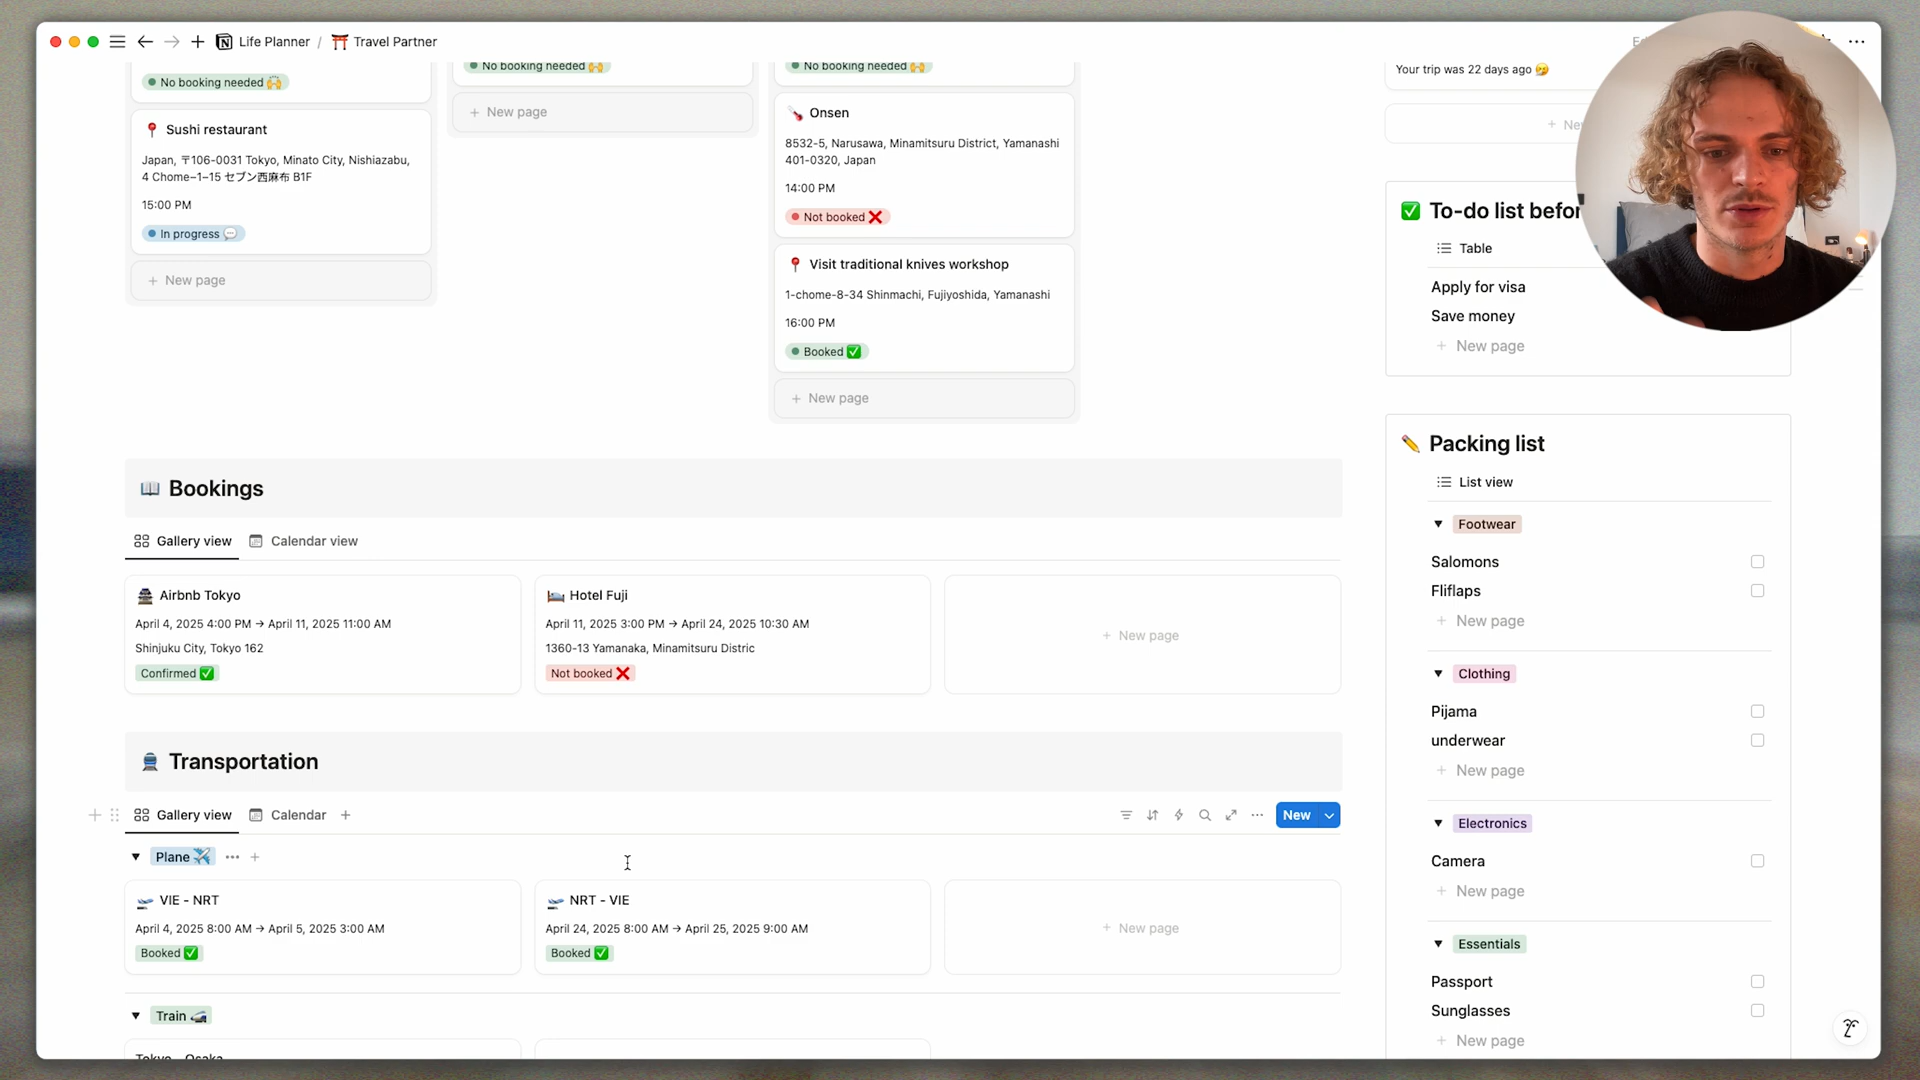 Life Planner / Travel Partner
No booking needed
Sushi restaurant
Japan, 〒106-0031 Tokyo, Minato City, Nishiazabu,
4 Chome−1−15 セブン西麻布 B1F
15:00 PM
In progress
+ New page
No booking needed
+ New page
No booking needed
Onsen
8532-5, Narusawa, Minamitsuru District, Yamanashi
401-0320, Japan
14:00 PM
Not booked ❌
Visit traditional knives workshop
1-chome-8-34 Shinmachi, Fujiyoshida, Yamanashi
16:00 PM
Booked ✅
+ New page
Bookings
Gallery view
Calendar view
Airbnb Tokyo
April 4, 2025 4:00 PM → April 11, 2025 11:00 AM
Shinjuku City, Tokyo 162
Confirmed ✅
Hotel Fuji
April 11, 2025 3:00 PM → April 24, 2025 10:30 AM
1360-13 Yamanaka, Minamitsuru Distric
Not booked ❌
+ New page
Transportation
Gallery view
Calendar
New
Plane ✈️
VIE - NRT
April 4, 2025 8:00 AM → April 5, 2025 3:00 AM
Booked ✅
NRT - VIE
April 24, 2025 8:00 AM → April 25, 2025 9:00 AM
Booked ✅
+ New page
Train
Tokyo - Osaka
Your trip was 22 days ago
To-do list
Table
Apply for visa
Save money
+ New page
Packing list
List view
Footwear
Salomons
Fliflaps
+ New page
Clothing
Pijama
underwear
+ New page
Electronics
Camera
+ New page
Essentials
Passport
Sunglasses
+ New page